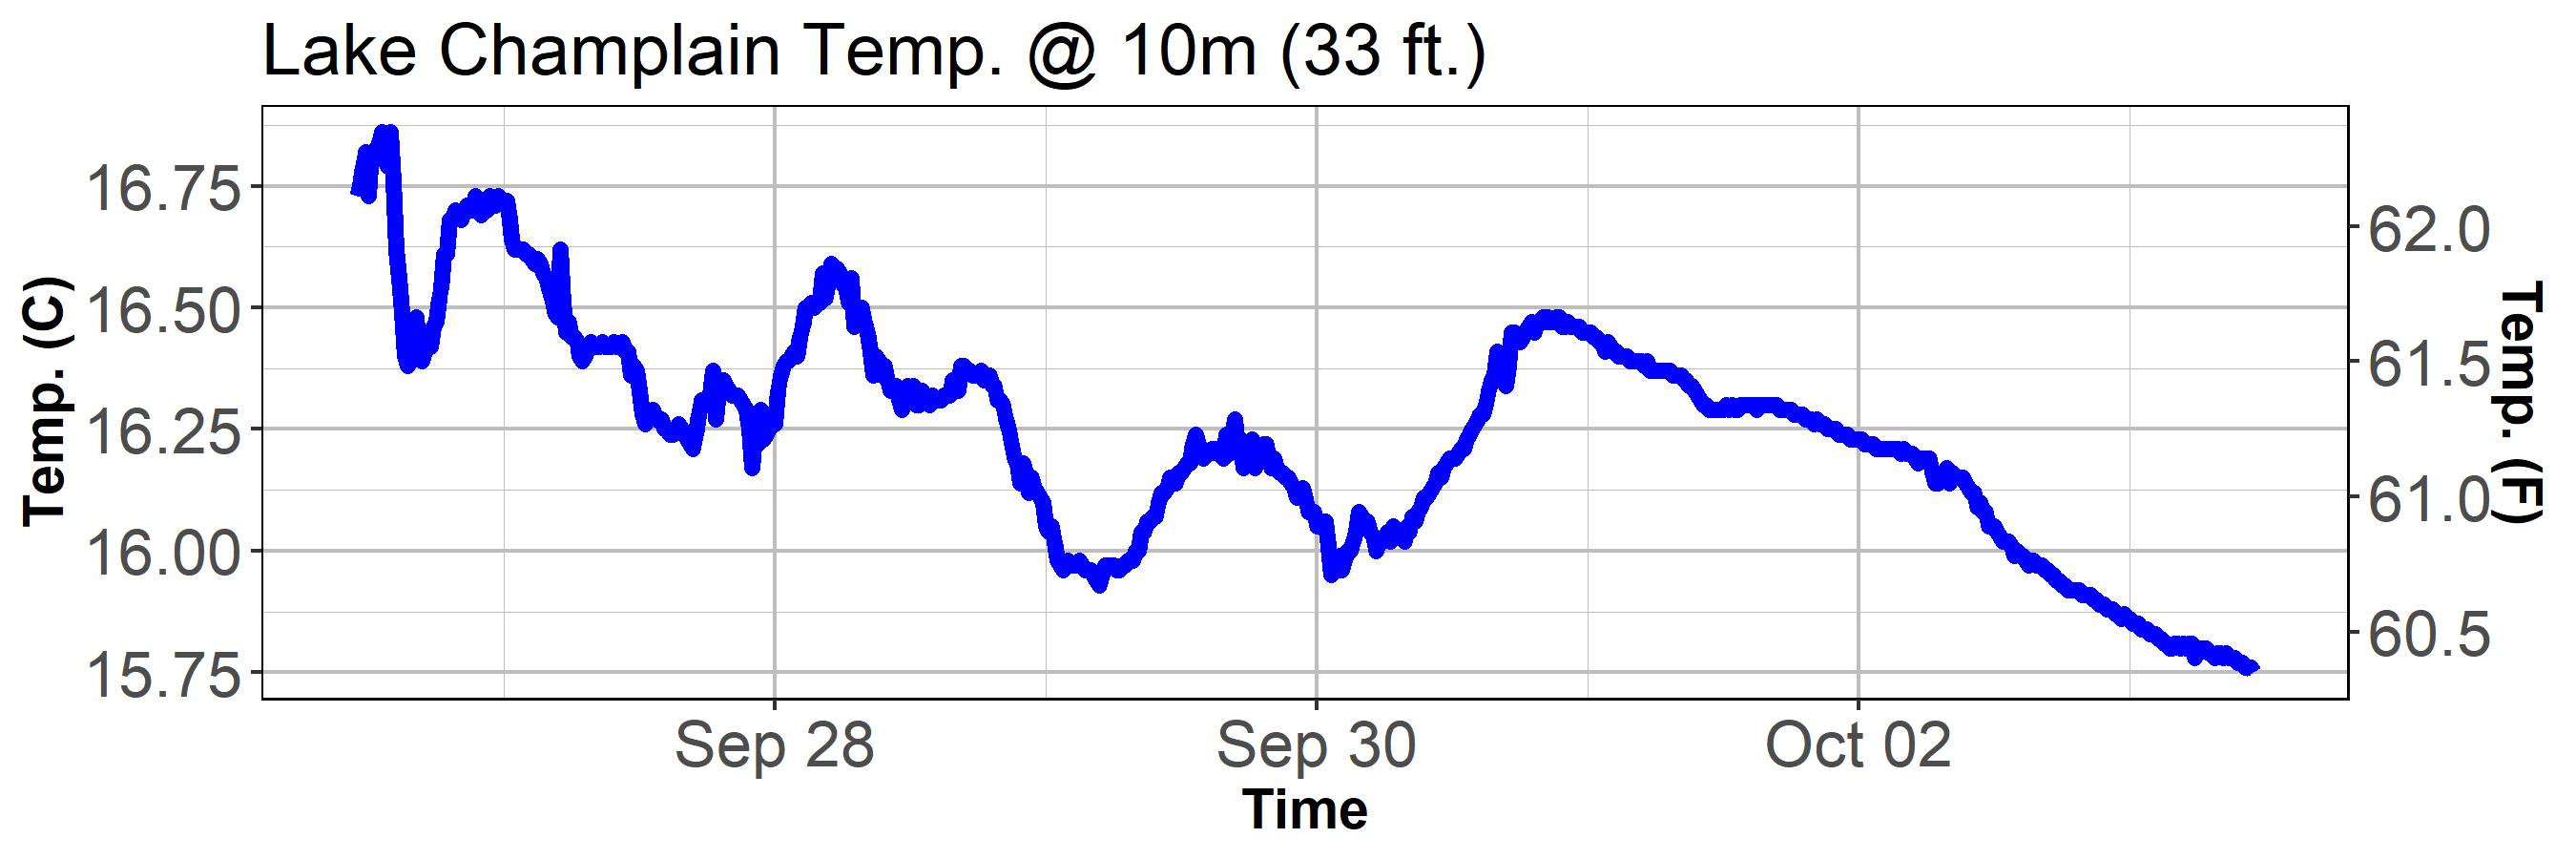 Lake Champlain Temp. @ 10m (33 ft.)
Temp. (C)
16.75
16.50
16.25
16.00
15.75
62.0
61.5
61.0
60.5
Temp. (F)
Sep 28
Sep 30
Oct 02
Time